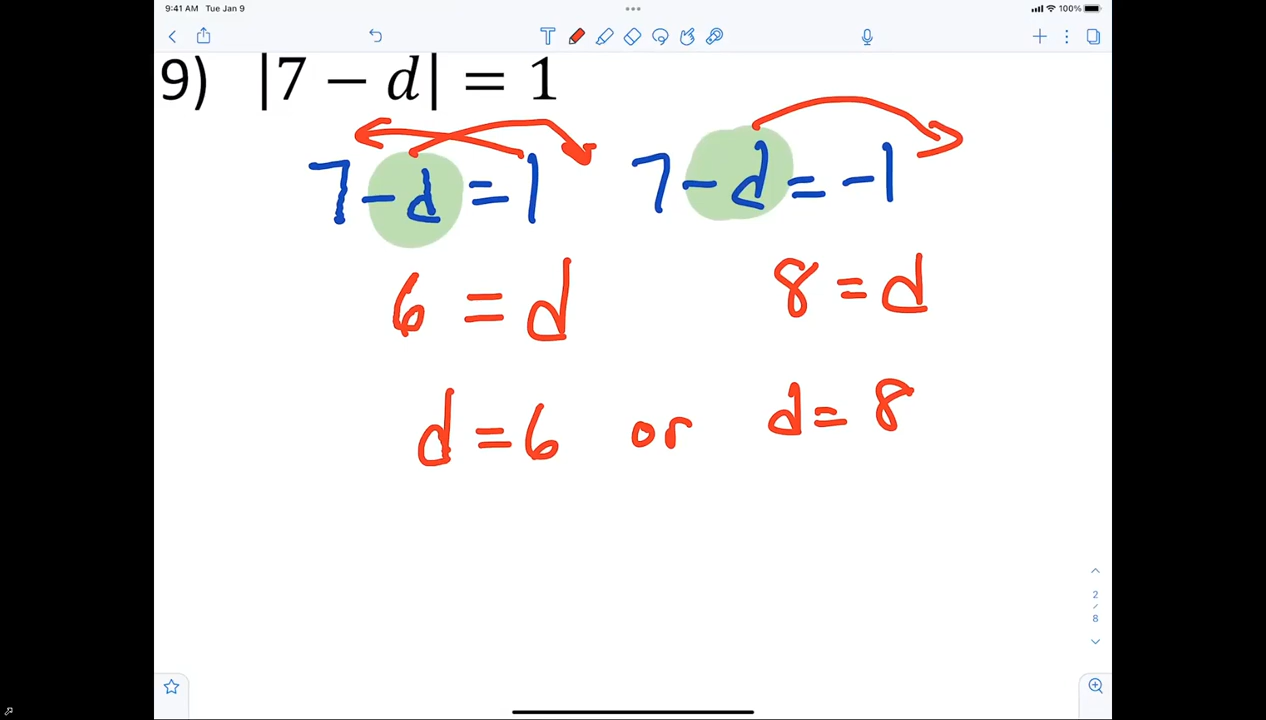 9:41 AM Tue Jan 9
100%
T
9) |7 − d| = 1
7 − d = 1 7 − d = −1
6 = d 8 = d
d = 6 or d = 8
2
/
8